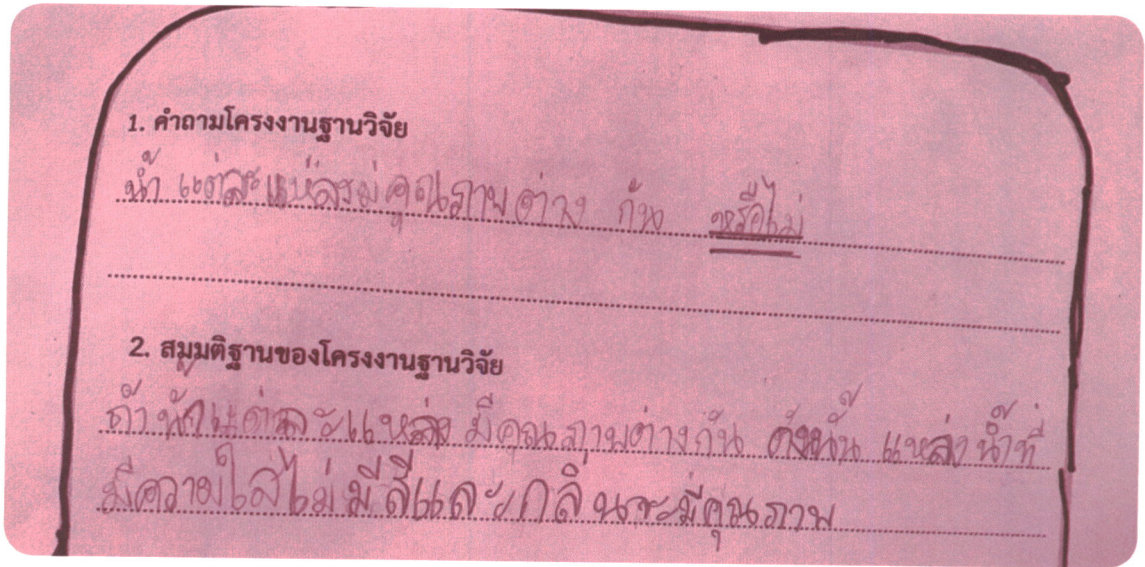 1. คำถามโครงงานฐานวิจัย
น้ำ แต่ละ แหล่งมีคุณภาพต่าง กัน หรือไม่
2. สมมติฐานของโครงงานฐานวิจัย
ถ้าน้ำแต่ละแหล่ง มีคุณภาพต่างกัน ดังนั้น แหล่งน้ำที่
มีความใสไม่มีสีและกลิ่นจะมีคุณภาพ